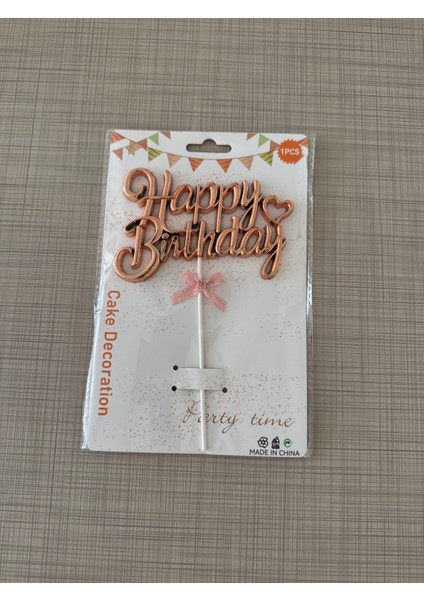 1PCS
Happy
Birthday
Cake Decoration
Party time
MADE IN CHINA